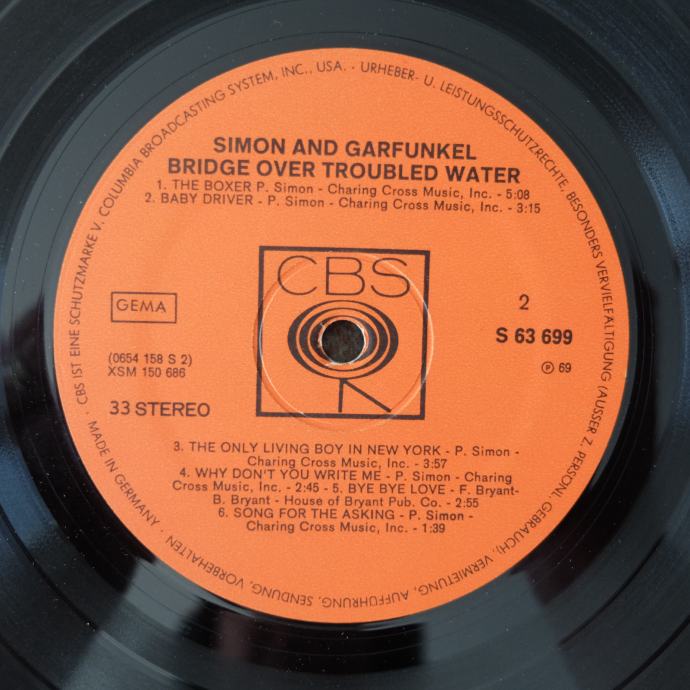 CBS IST EINE SCHUTZMARKE V. COLUMBIA BROADCASTING SYSTEM, INC., USA. · URHEBER- U. LEISTUNGSSCHUTZRECHTE, BESONDERS VERVIELFÄLTIGUNG (AUSSER Z. PERSÖNL. GEBRAUCH), VERMIETUNG, AUFFÜHRUNG, SENDUNG, VORBEHALTEN · MADE IN GERMANY ·
SIMON AND GARFUNKEL
BRIDGE OVER TROUBLED WATER
1. THE BOXER P. Simon - Charing Cross Music, Inc. - 5:08
2. BABY DRIVER - P. Simon - Charing Cross Music, Inc. - 3:15
CBS
GEMA
2
S 63 699
(0654 158 S 2)
XSM 150 686
℗ 69
33 STEREO
3. THE ONLY LIVING BOY IN NEW YORK - P. Simon -
Charing Cross Music, Inc. - 3:57
4. WHY DON'T YOU WRITE ME - P. Simon - Charing
Cross Music, Inc. - 2:45 - 5. BYE BYE LOVE - F. Bryant-
B. Bryant - House of Bryant Pub. Co. - 2:55
6. SONG FOR THE ASKING - P. Simon -
Charing Cross Music, Inc. - 1:39